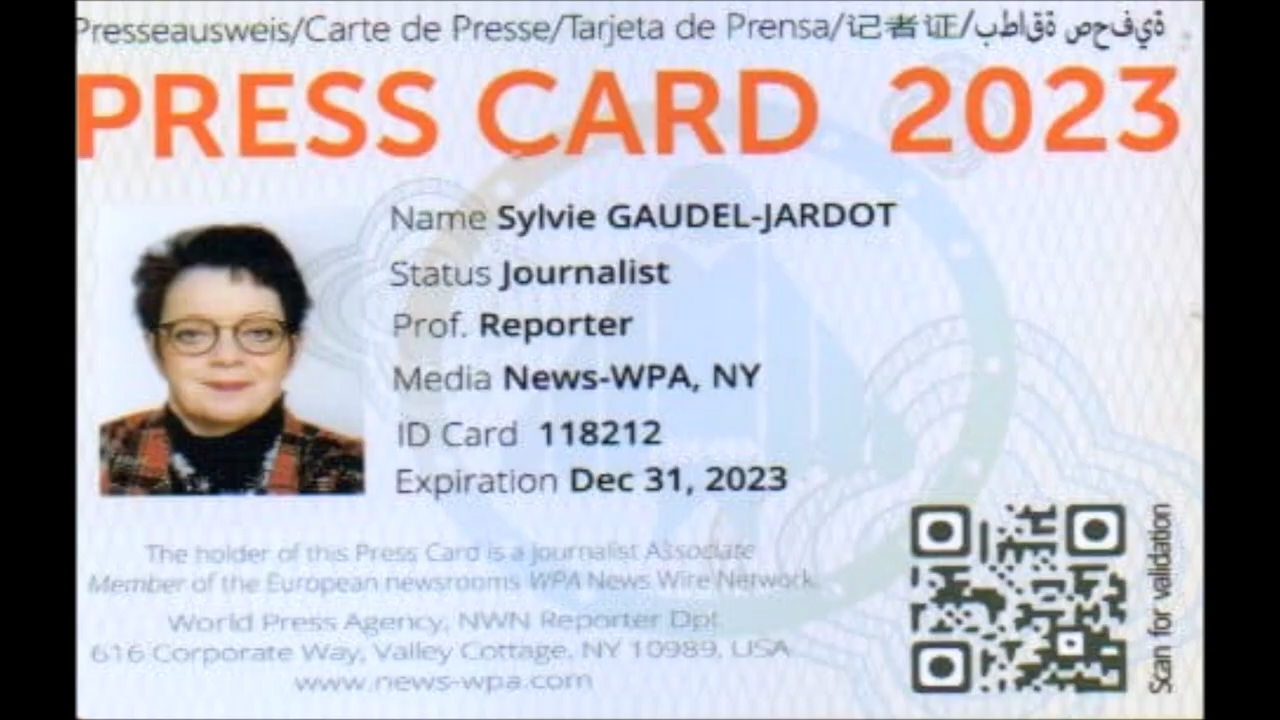 Presseausweis/Carte de Presse/Tarjeta de Prensa/记者证/ةيفحص ةقاطب
PRESS CARD 2023
Name Sylvie GAUDEL-JARDOT
Status Journalist
Prof. Reporter
Media News-WPA, NY
ID Card 118212
Expiration Dec 31, 2023
The holder of this Press Card is a Journalist Associate
Member of the European newsrooms WPA News Wire Network.
World Press Agency, NWN Reporter Dpt.
616 Corporate Way, Valley Cottage, NY 10989, USA
www.news-wpa.com
Scan for validation